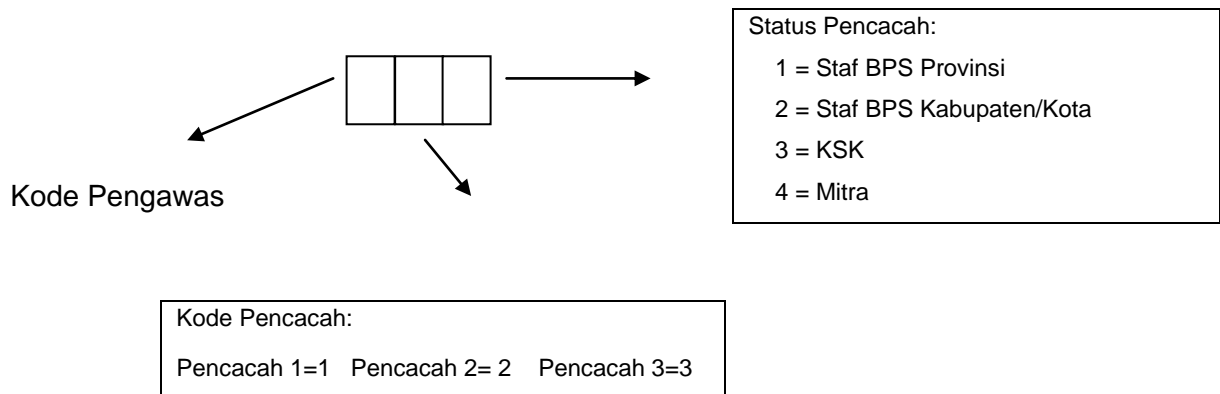 Status Pencacah:
1 = Staf BPS Provinsi
2 = Staf BPS Kabupaten/Kota
3 = KSK
4 = Mitra
Kode Pengawas
Kode Pencacah:
Pencacah 1=1 Pencacah 2= 2 Pencacah 3=3